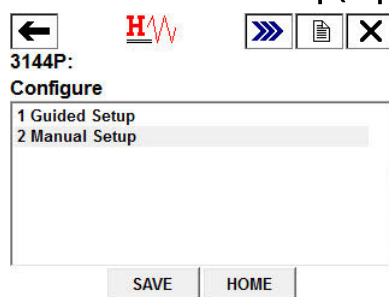 H
3144P:
Configure
1 Guided Setup
2 Manual Setup
SAVE HOME